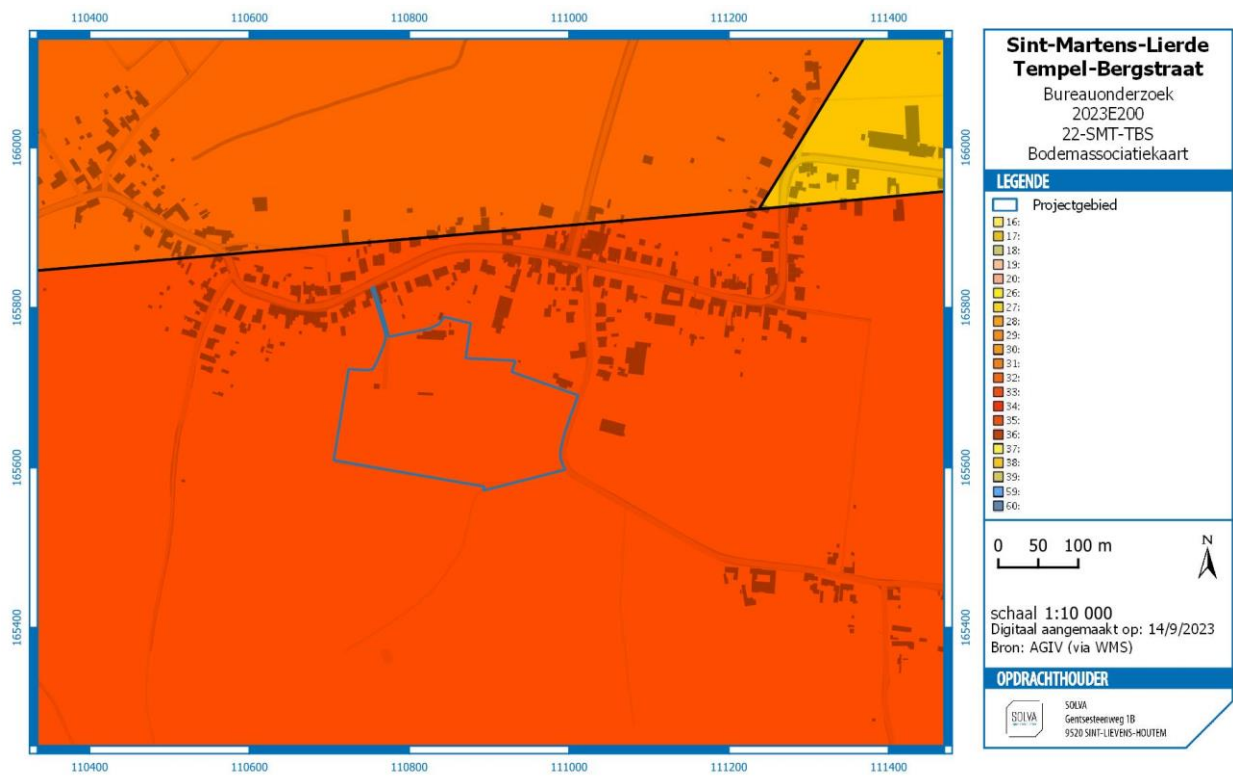 110400 110600 110800 111000 111200 111400
166000 166000
165800 165800
165600 165600
165400 165400
110400 110600 110800 111000 111200 111400
Sint-Martens-Lierde
Tempel-Bergstraat
Bureauonderzoek
2023E200
22-SMT-TBS
Bodemassociatiekaart
LEGENDE
Projectgebied
16:
17:
18:
19:
20:
26:
27:
28:
29:
30:
31:
32:
33:
34:
35:
36:
37:
38:
39:
59:
60:
0 50 100 m
N
schaal 1:10 000
Digitaal aangemaakt op: 14/9/2023
Bron: AGIV (via WMS)
OPDRACHTHOUDER
SOLVA
SOLVA
Gentsesteenweg 1B
9520 SINT-LIEVENS-HOUTEM